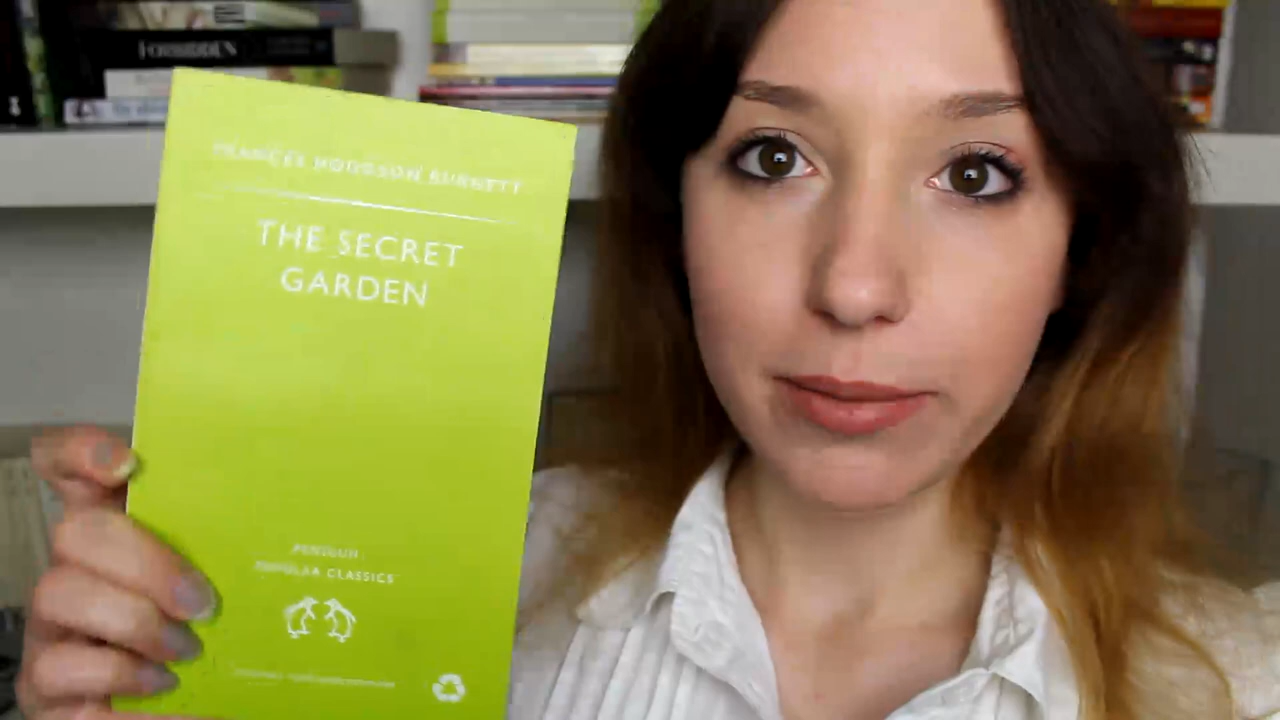 FORBIDDEN
FRANCES HODGSON BURNETT
THE SECRET
GARDEN
PENGUIN
POPULAR CLASSICS